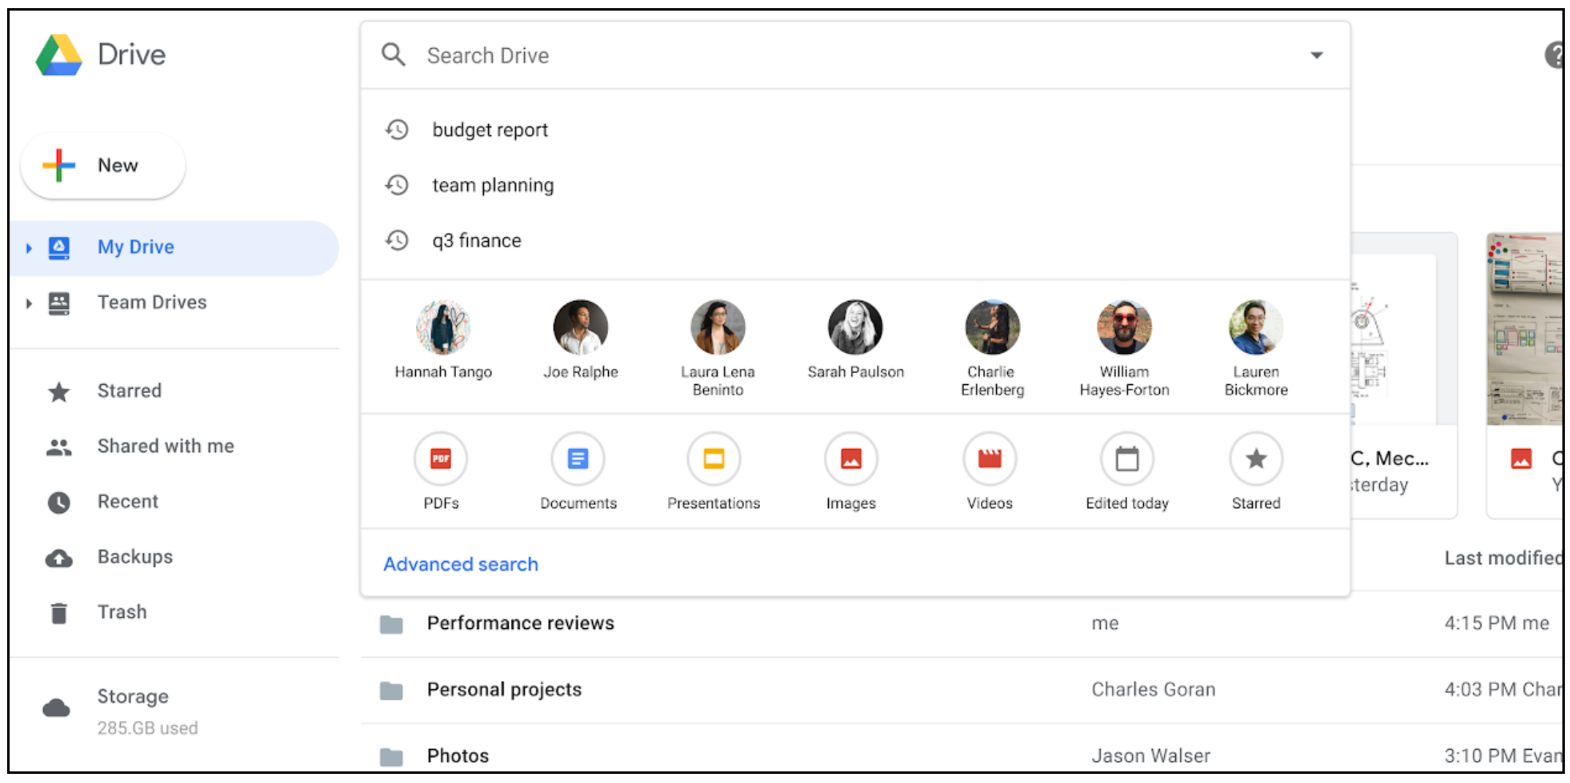 Drive
Search Drive
New
My Drive
Team Drives
Starred
Shared with me
Recent
Backups
Trash
Storage
285.GB used
budget report
team planning
q3 finance
Hannah Tango
Joe Ralphe
Laura Lena
Beninto
Sarah Paulson
Charlie
Erlenberg
William
Hayes-Forton
Lauren
Bickmore
PDF
PDFs
Documents
Presentations
Images
Videos
Edited today
Starred
Advanced search
C, Mec...
sterday
Last modified
Performance reviews me 4:15 PM me
Personal projects Charles Goran 4:03 PM Char
Photos Jason Walser 3:10 PM Evan